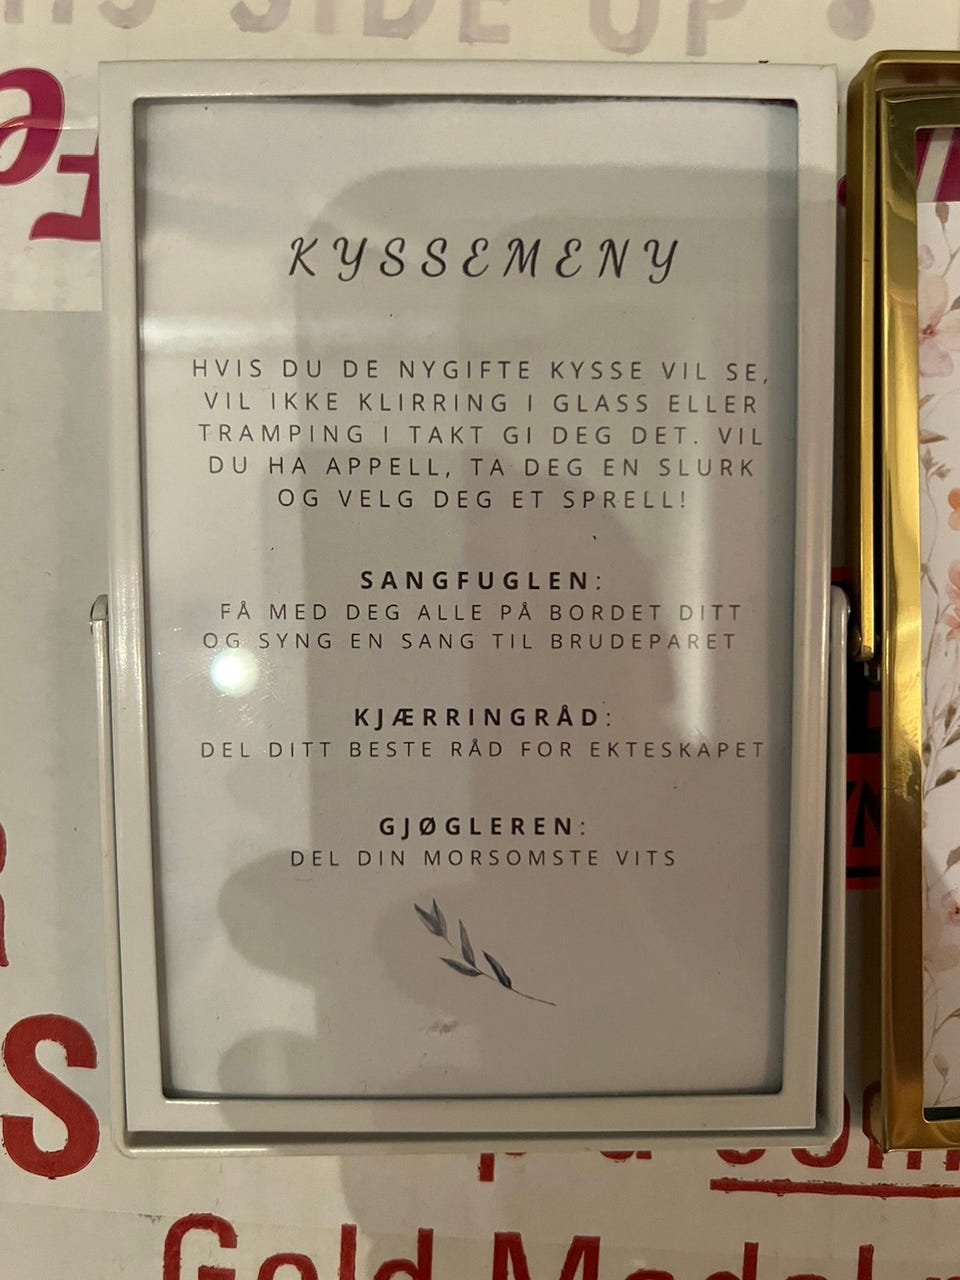 THIS SIDE UP
KYSSEMENY
HVIS DU DE NYGIFTE KYSSE VIL SE,
VIL IKKE KLIRRING I GLASS ELLER
TRAMPING I TAKT GI DEG DET. VIL
DU HA APPELL, TA DEG EN SLURK
OG VELG DEG ET SPRELL!
SANGFUGLEN:
FÅ MED DEG ALLE PÅ BORDET DITT
OG SYNG EN SANG TIL BRUDEPARET
KJÆRRINGRÅD:
DEL DITT BESTE RÅD FOR EKTESKAPET
GJØGLEREN:
DEL DIN MORSOMSTE VITS
Gold Medal